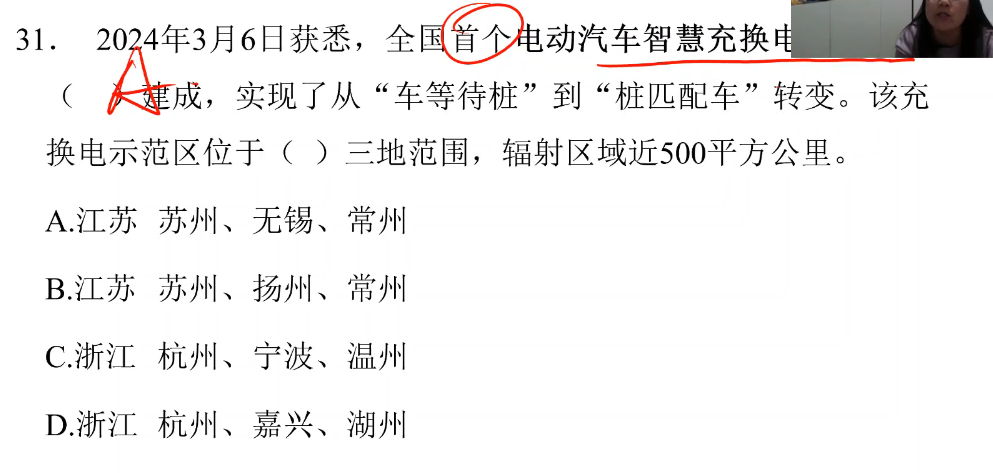 31. 2024年3月6日获悉，全国首个电动汽车智慧充换电
A
（ ）建成，实现了从“车等待桩”到“桩匹配车”转变。该充
换电示范区位于（ ）三地范围，辐射区域近500平方公里。
A.江苏 苏州、无锡、常州
B.江苏 苏州、扬州、常州
C.浙江 杭州、宁波、温州
D.浙江 杭州、嘉兴、湖州